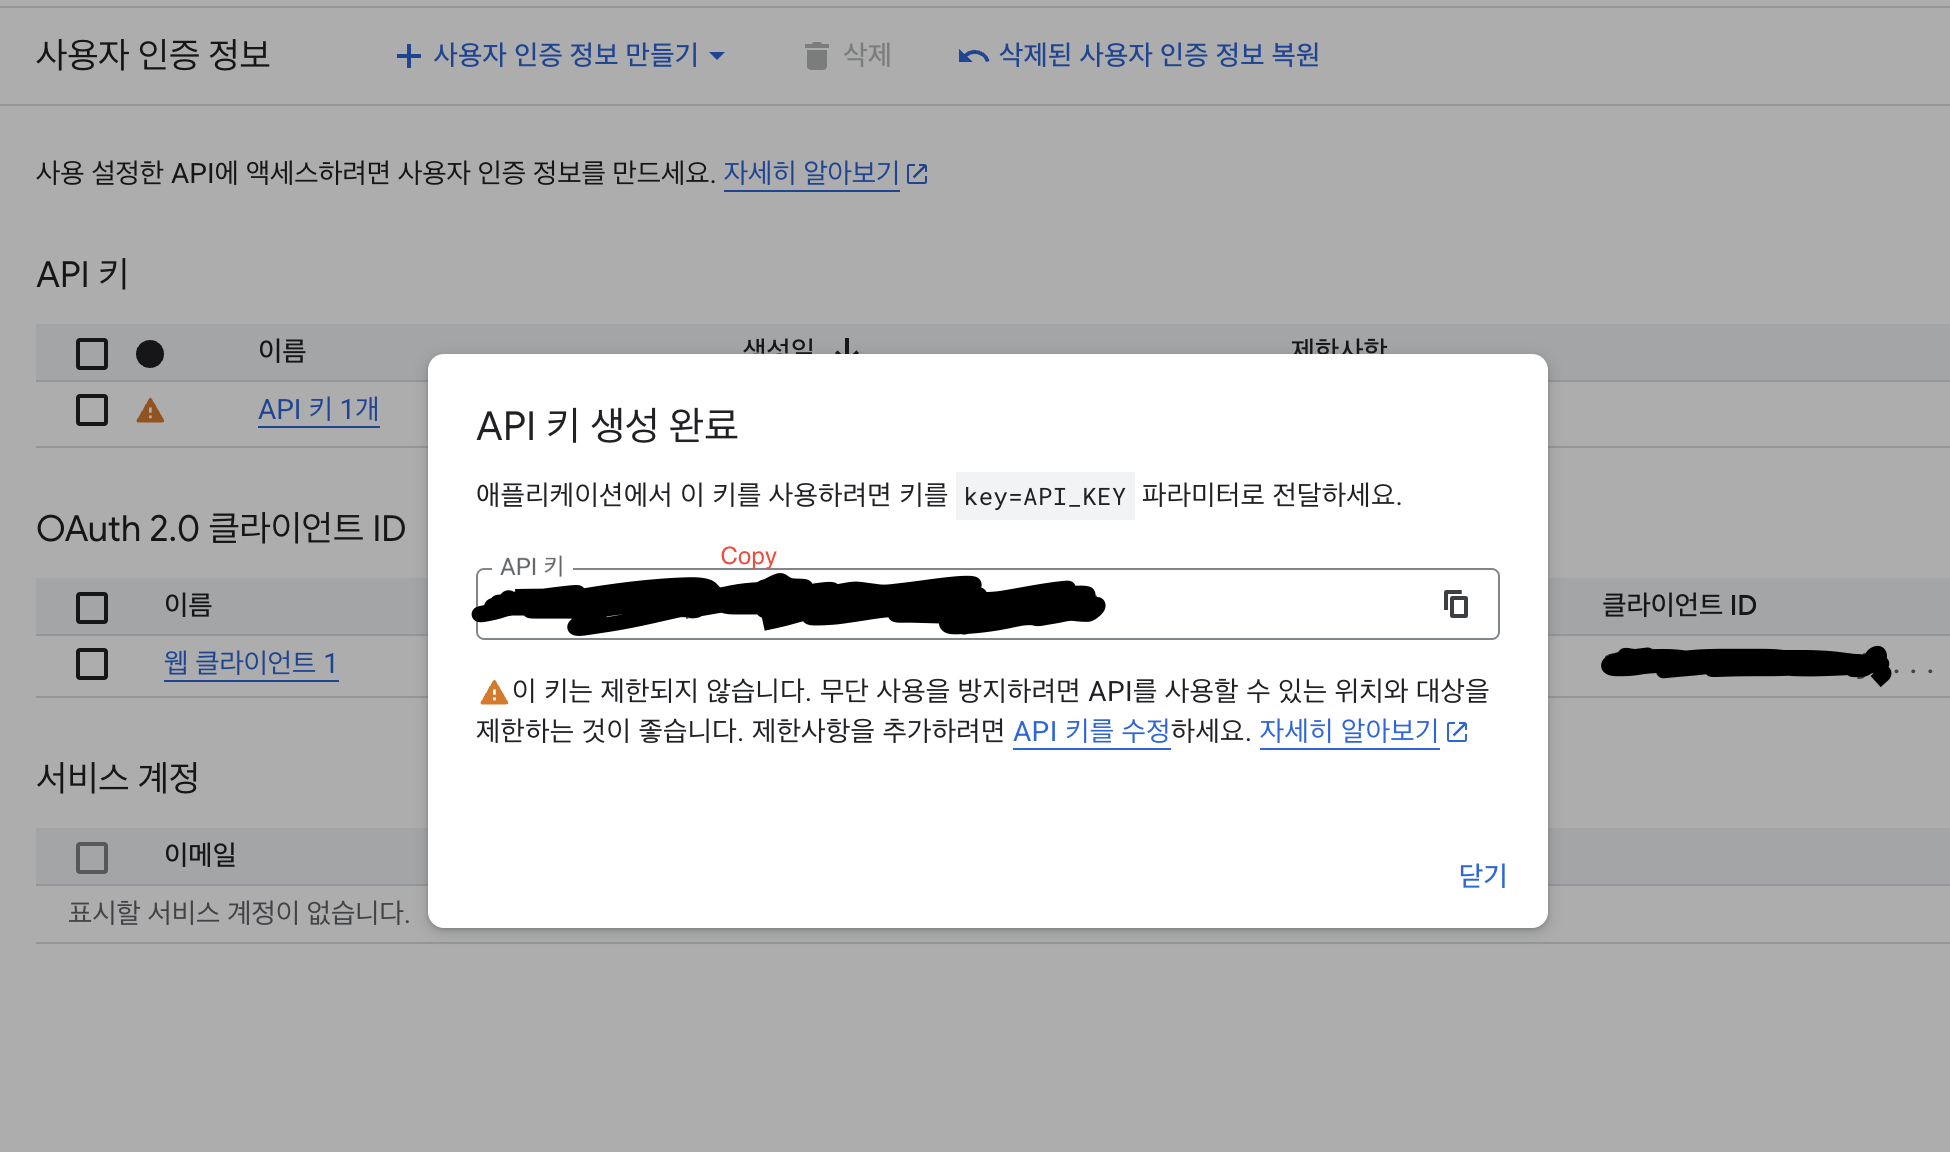 사용자 인증 정보
사용자 인증 정보 만들기
삭제
삭제된 사용자 인증 정보 복원
사용 설정한 API에 액세스하려면 사용자 인증 정보를 만드세요. 자세히 알아보기
API 키
이름
생성일
제한사항
API 키 1개
API 키 생성 완료
애플리케이션에서 이 키를 사용하려면 키를 key=API_KEY 파라미터로 전달하세요.
Copy
API 키
이 키는 제한되지 않습니다. 무단 사용을 방지하려면 API를 사용할 수 있는 위치와 대상을
제한하는 것이 좋습니다. 제한사항을 추가하려면 API 키를 수정하세요. 자세히 알아보기
닫기
OAuth 2.0 클라이언트 ID
이름
클라이언트 ID
웹 클라이언트 1
...
서비스 계정
이메일
표시할 서비스 계정이 없습니다.